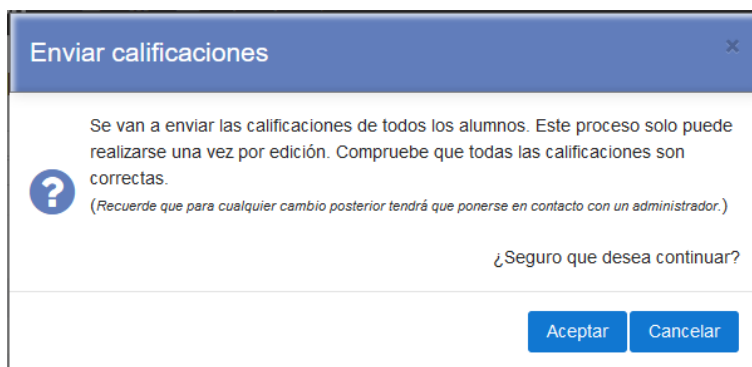 Enviar calificaciones
×
Se van a enviar las calificaciones de todos los alumnos. Este proceso solo puede
realizarse una vez por edición. Compruebe que todas las calificaciones son
correctas.
(Recuerde que para cualquier cambio posterior tendrá que ponerse en contacto con un administrador.)
¿Seguro que desea continuar?
Aceptar
Cancelar